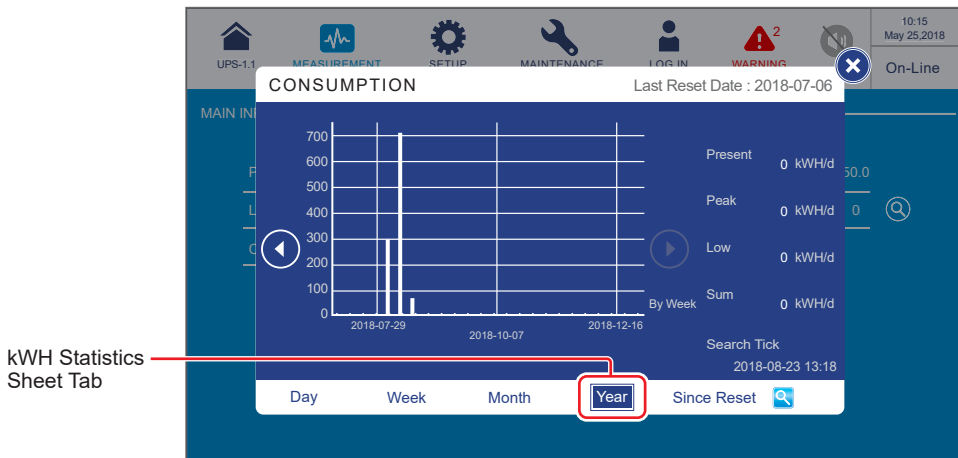 10:15
May 25,2018
2
UPS-1.1 MEASUREMENT SETUP MAINTENANCE LOG IN WARNING
On-Line
CONSUMPTION Last Reset Date : 2018-07-06
MAIN IN
700
600
500
400
300
200
100
0
2018-07-29
2018-10-07
2018-12-16
By Week
Present 0 kWH/d
Peak 0 kWH/d
Low 0 kWH/d
Sum 0 kWH/d
P 50.0
L 0
C
Search Tick
2018-08-23 13:18
kWH Statistics
Sheet Tab
Day Week Month Year Since Reset